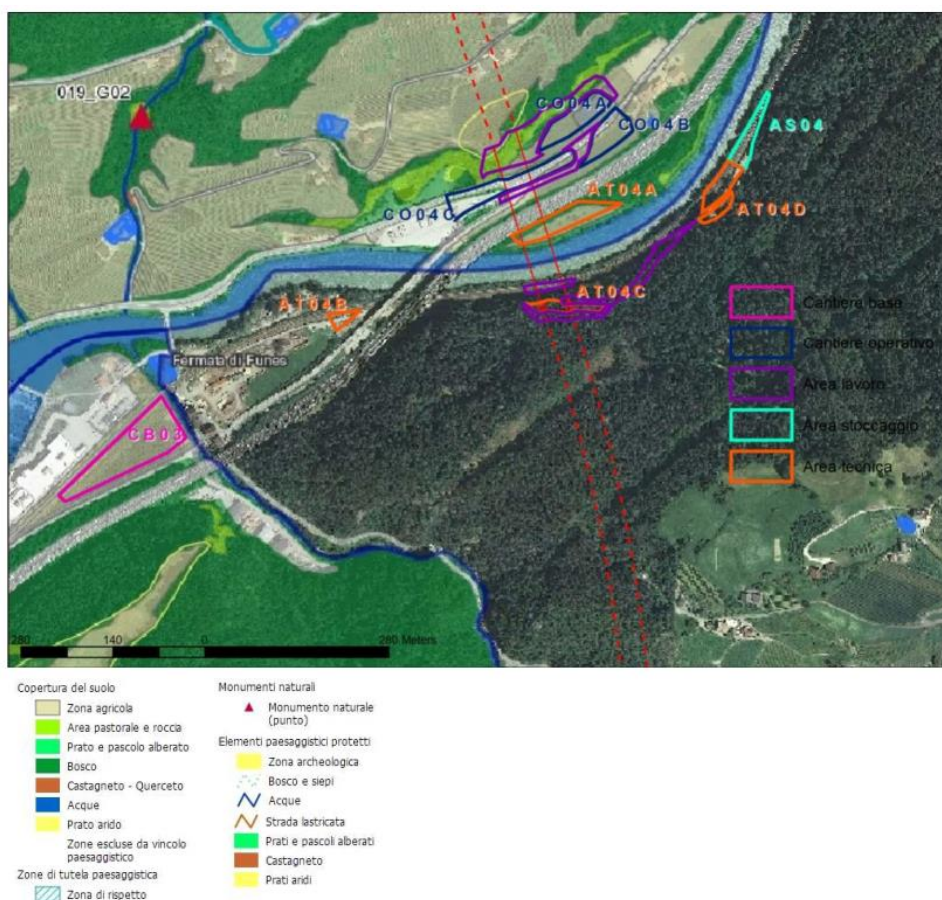 019_G02
CO04A
CO04B
AS04
AT04A
CO04C
AT04D
AT04C
AT04B
Fermata di Funes
CB03
Cantiere base
Cantiere operativo
Area lavoro
Area stoccaggio
Area tecnica
280 140 0 280 Meters
Copertura del suolo
Zona agricola
Area pastorale e roccia
Prato e pascolo alberato
Bosco
Castagneto - Querceto
Acque
Prato arido
Zone escluse da vincolo
paesaggistico
Zone di tutela paesaggistica
Zona di rispetto
Monumenti naturali
Monumento naturale
(punto)
Elementi paesaggistici protetti
Zona archeologica
Bosco e siepi
Acque
Strada lastricata
Prati e pascoli alberati
Castagneto
Prati aridi